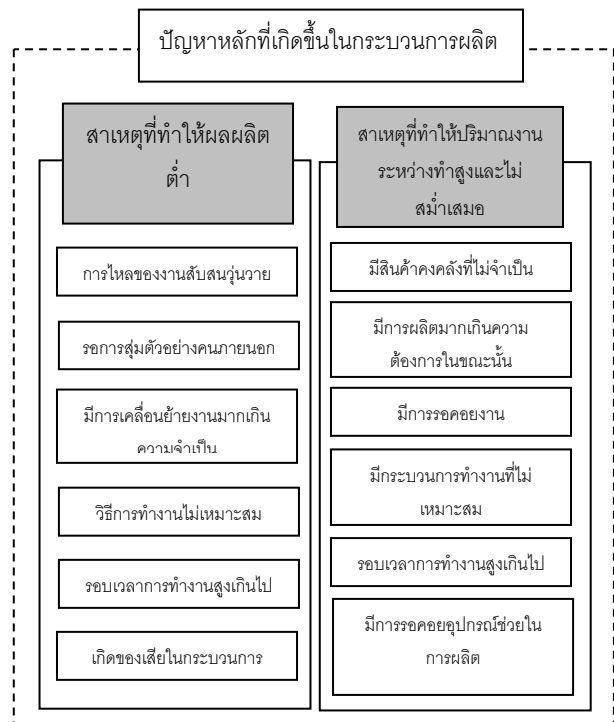 ปัญหาหลักที่เกิดขึ้นในกระบวนการผลิต
สาเหตุที่ทำให้ผลผลิต
ต่ำ
การไหลของงานสับสนวุ่นวาย
รอการสุ่มตัวอย่างคนภายนอก
มีการเคลื่อนย้ายงานมากเกิน
ความจำเป็น
วิธีการทำงานไม่เหมาะสม
รอบเวลาการทำงานสูงเกินไป
เกิดของเสียในกระบวนการ
สาเหตุที่ทำให้ปริมาณงาน
ระหว่างทำสูงและไม่
สม่ำเสมอ
มีสินค้าคงคลังที่ไม่จำเป็น
มีการผลิตมากเกินความ
ต้องการในขณะนั้น
มีการรอคอยงาน
มีกระบวนการทำงานที่ไม่
เหมาะสม
รอบเวลาการทำงานสูงเกินไป
มีการรอคอยอุปกรณ์ช่วยใน
การผลิต